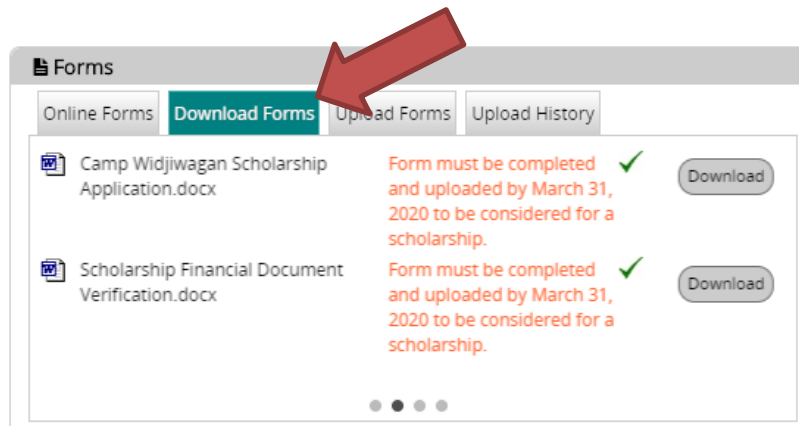 Forms
Online Forms Download Forms Upload Forms Upload History
Camp Widjiwagan Scholarship Form must be completed Download
Application.docx and uploaded by March 31,
2020 to be considered for a
scholarship.
Scholarship Financial Document Form must be completed Download
Verification.docx and uploaded by March 31,
2020 to be considered for a
scholarship.